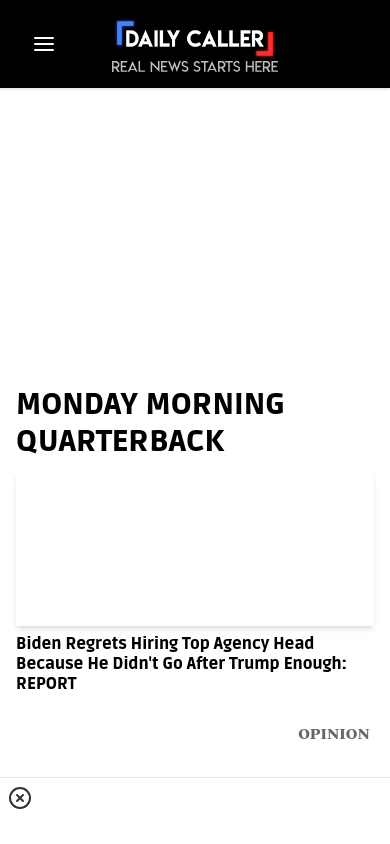 DAILY CALLER
REAL NEWS STARTS HERE
MONDAY MORNING
QUARTERBACK
Biden Regrets Hiring Top Agency Head
Because He Didn't Go After Trump Enough:
REPORT
OPINION